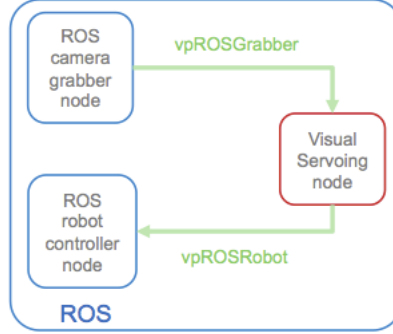 ROS
camera
grabber
node
vpROSGrabber
Visual
Servoing
node
ROS
robot
controller
node
vpROSRobot
ROS